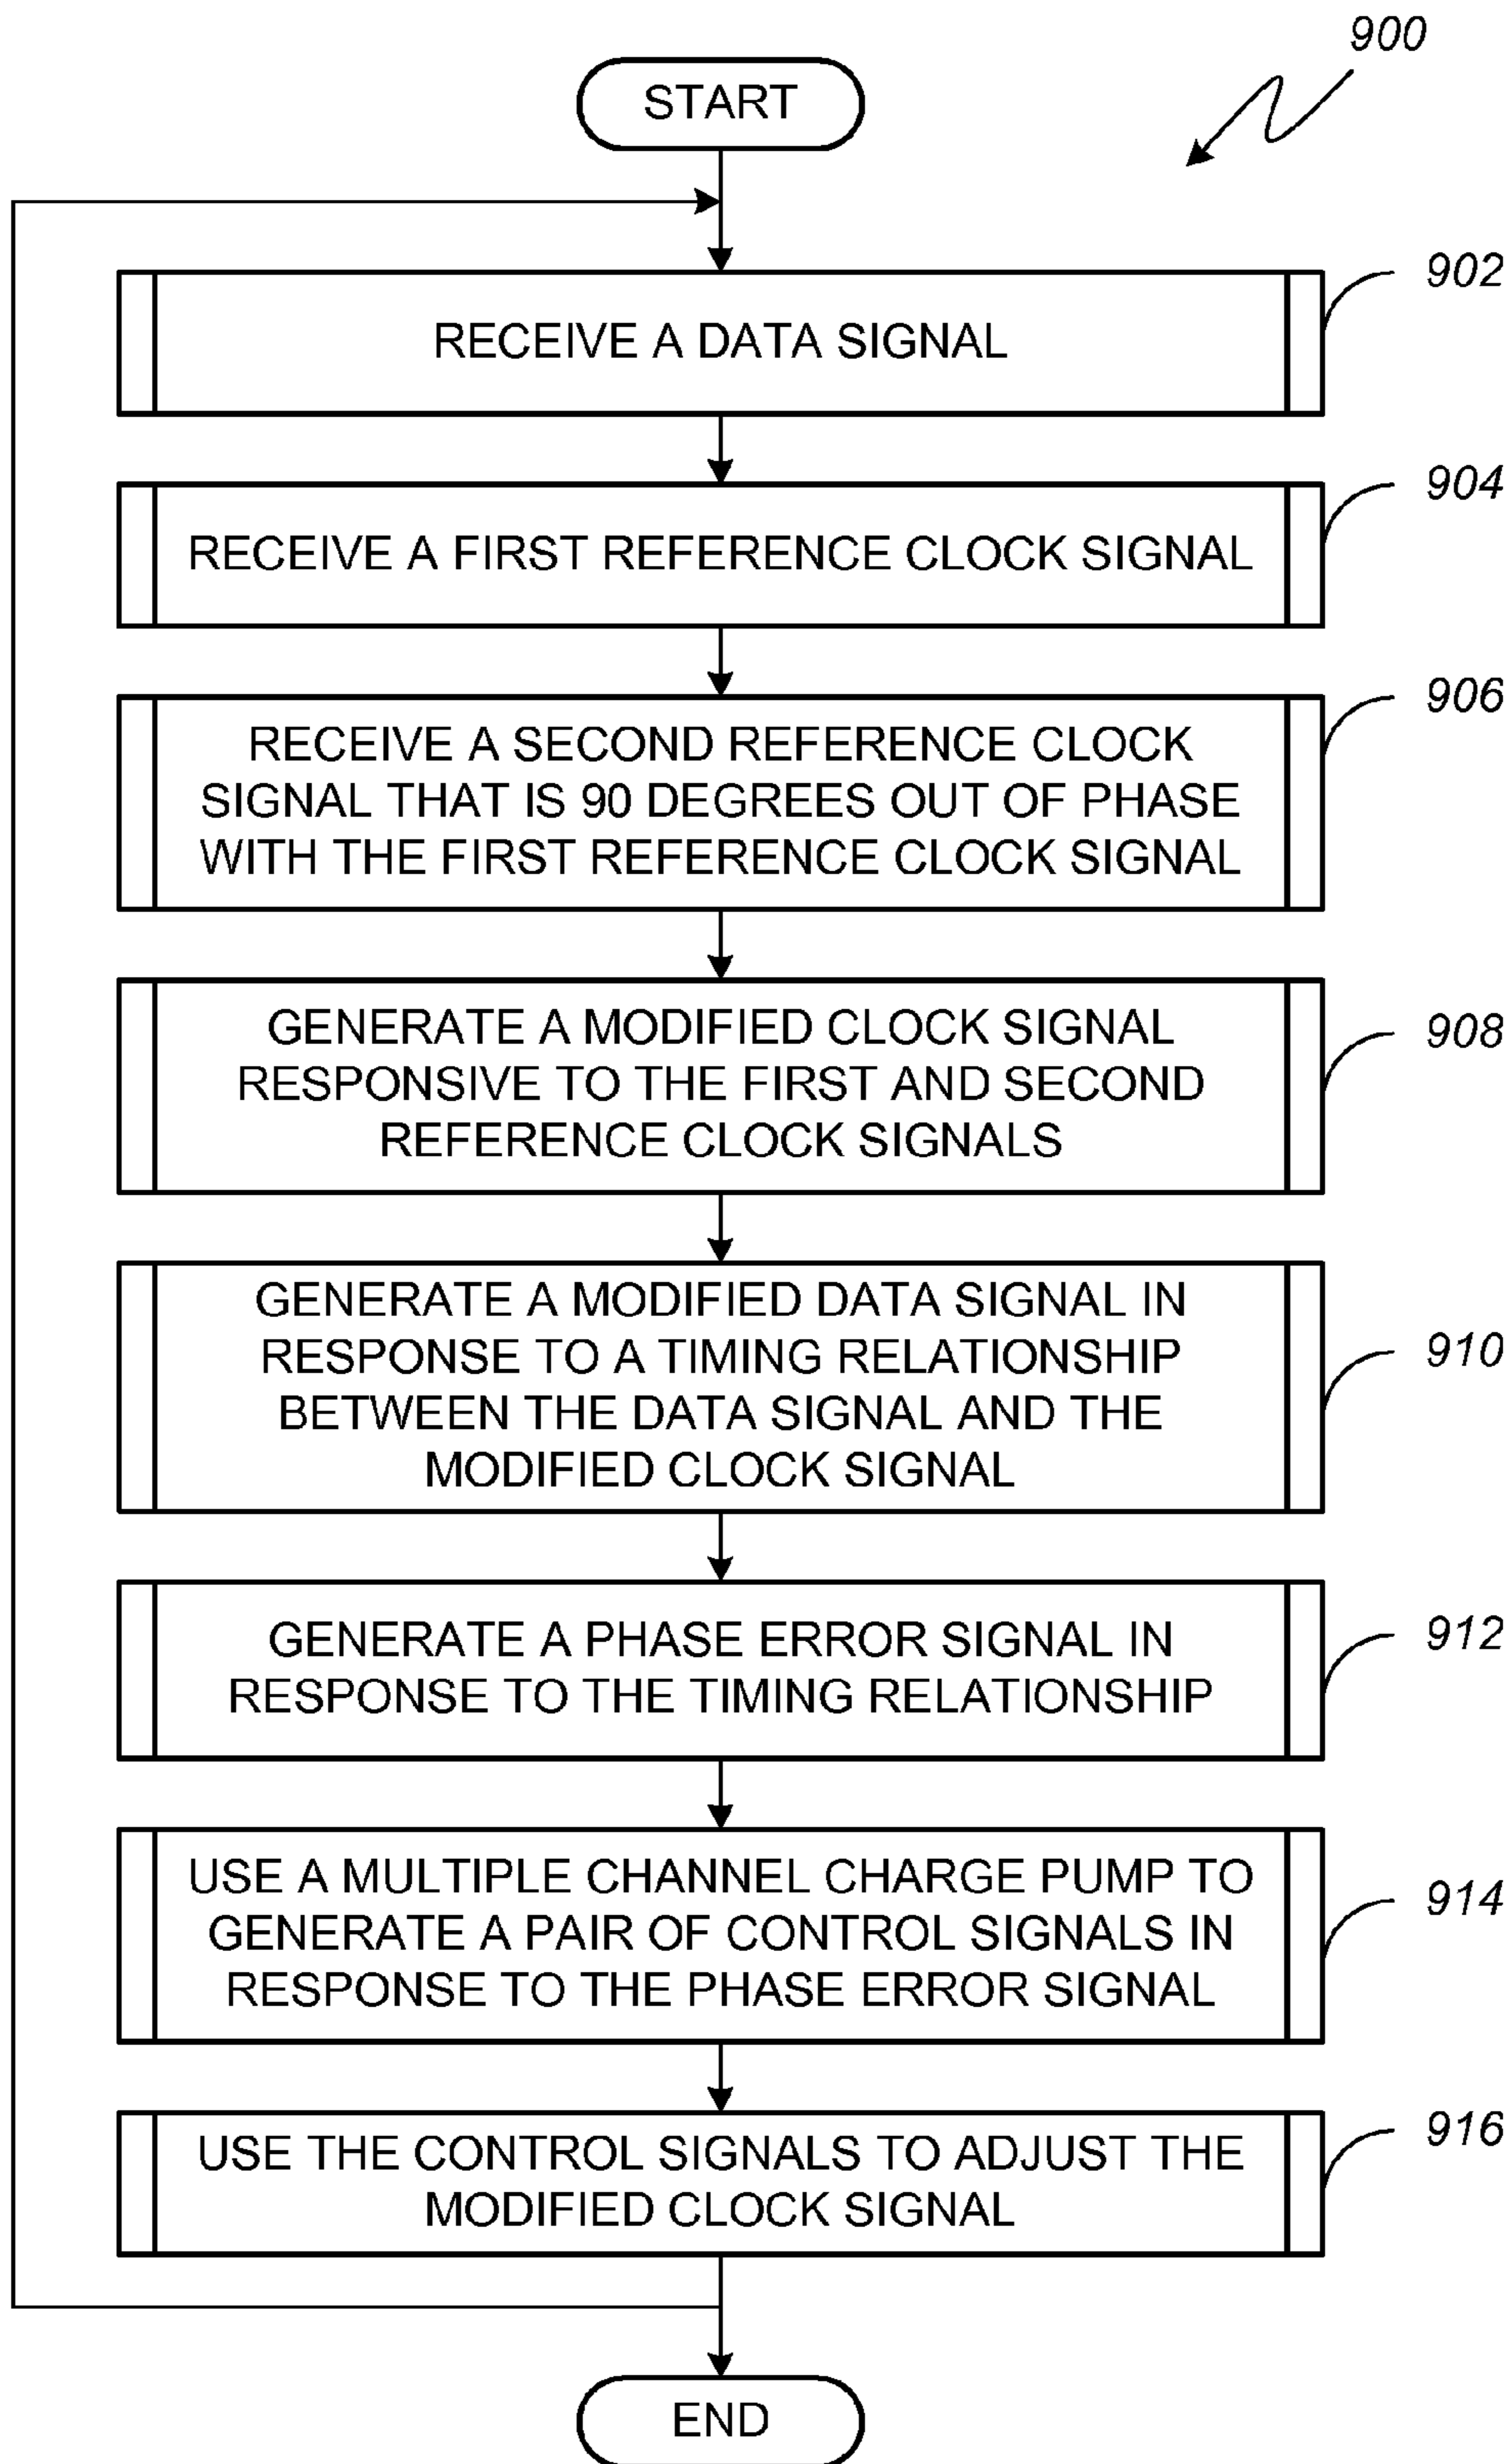 900
START
902
RECEIVE A DATA SIGNAL
904
RECEIVE A FIRST REFERENCE CLOCK SIGNAL
906
RECEIVE A SECOND REFERENCE CLOCK
SIGNAL THAT IS 90 DEGREES OUT OF PHASE
WITH THE FIRST REFERENCE CLOCK SIGNAL
908
GENERATE A MODIFIED CLOCK SIGNAL
RESPONSIVE TO THE FIRST AND SECOND
REFERENCE CLOCK SIGNALS
910
GENERATE A MODIFIED DATA SIGNAL IN
RESPONSE TO A TIMING RELATIONSHIP
BETWEEN THE DATA SIGNAL AND THE
MODIFIED CLOCK SIGNAL
912
GENERATE A PHASE ERROR SIGNAL IN
RESPONSE TO THE TIMING RELATIONSHIP
914
USE A MULTIPLE CHANNEL CHARGE PUMP TO
GENERATE A PAIR OF CONTROL SIGNALS IN
RESPONSE TO THE PHASE ERROR SIGNAL
916
USE THE CONTROL SIGNALS TO ADJUST THE
MODIFIED CLOCK SIGNAL
END